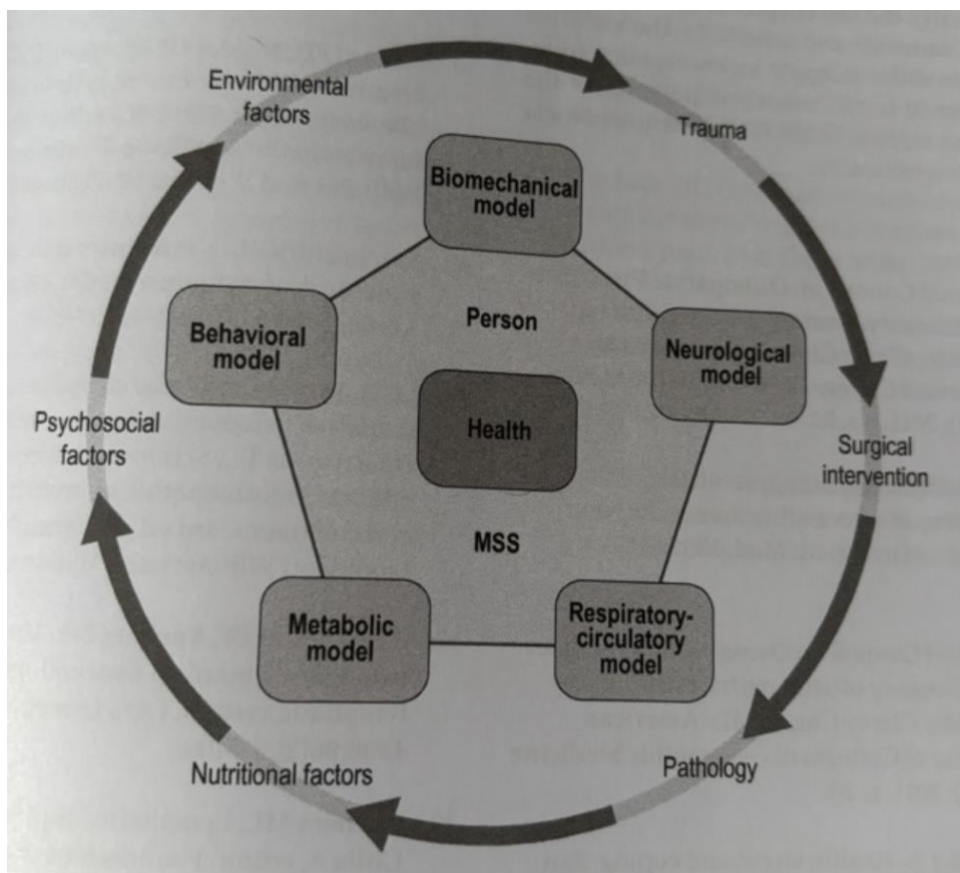 Environmental
factors
Trauma
Biomechanical
model
Person
Behavioral
model
Neurological
model
Health
Psychosocial
factors
Surgical
intervention
MSS
Metabolic
model
Respiratory-
circulatory
model
Nutritional factors
Pathology